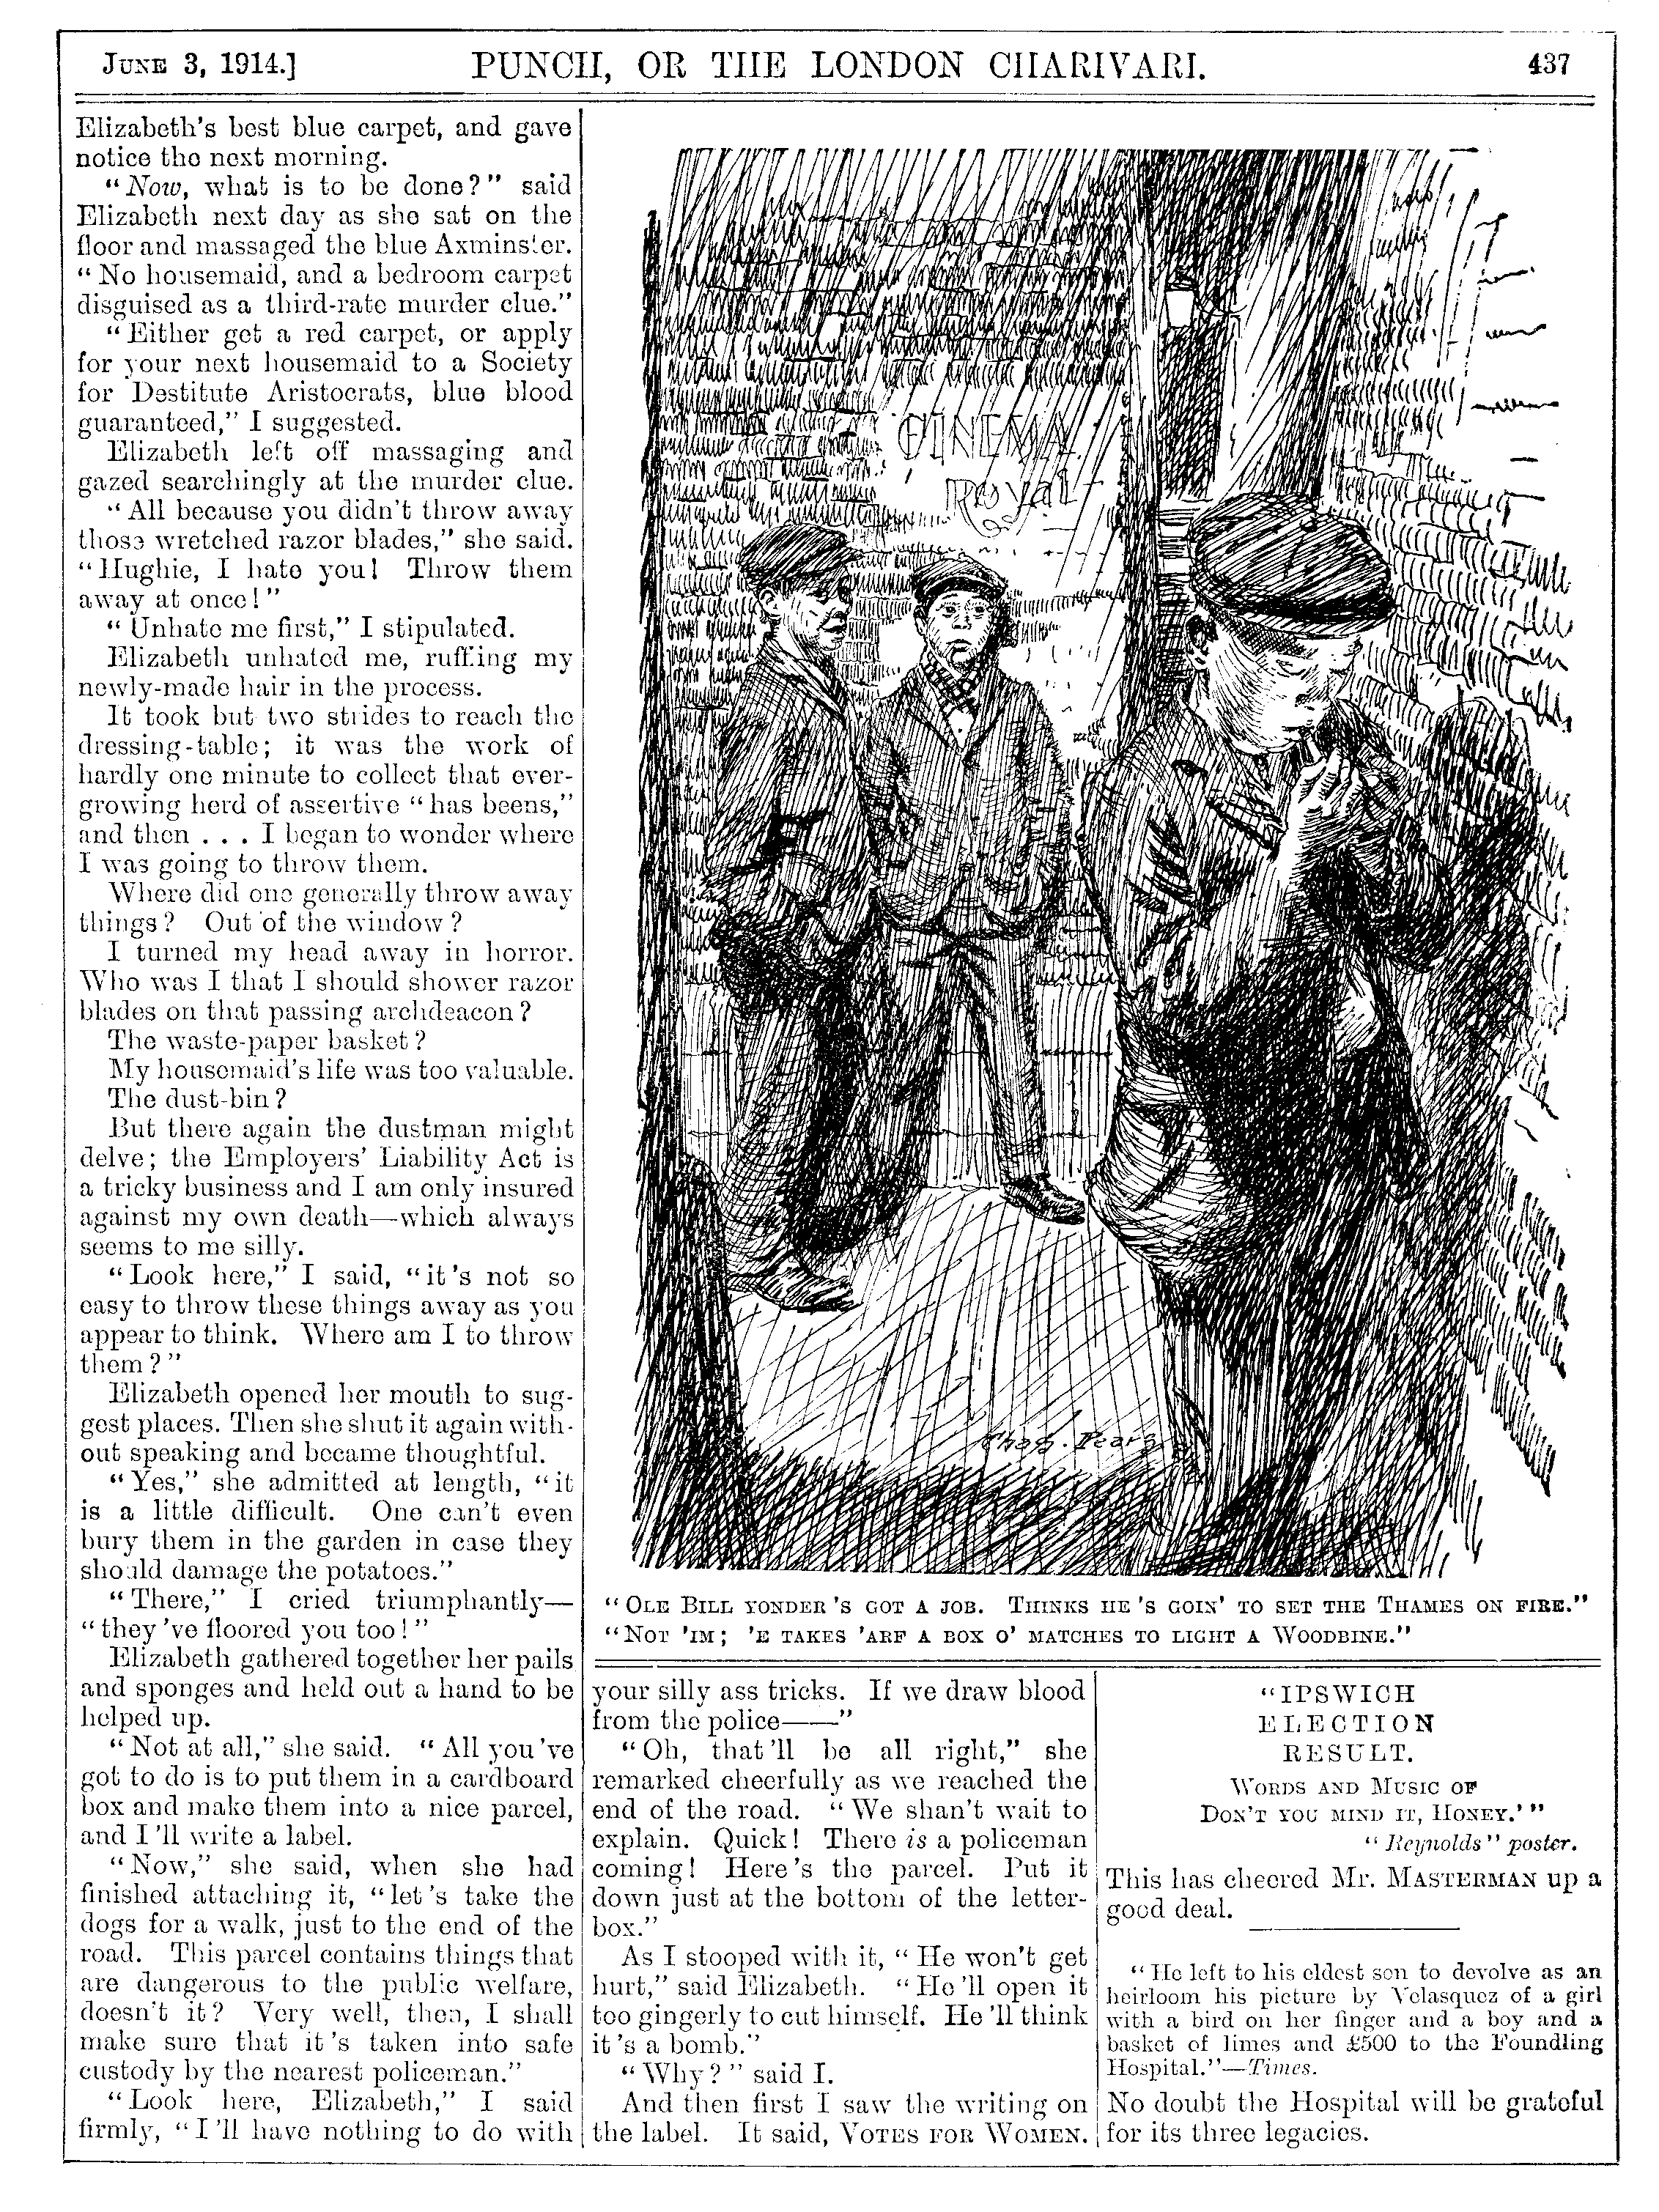 JUNE 3, 1914.]
PUNCH, OR THE LONDON CHARIVARI.
437
Elizabeth's best blue carpet, and gave
notice the next morning.
"Now, what is to be done?" said
Elizabeth next day as she sat on the
floor and massaged the blue Axminster.
"No housemaid, and a bedroom carpet
disguised as a third-rate murder clue."
"Either get a red carpet, or apply
for your next housemaid to a Society
for Destitute Aristocrats, blue blood
guaranteed," I suggested.
Elizabeth left off massaging and
gazed searchingly at the murder clue.
"All because you didn't throw away
those wretched razor blades," she said.
"Hughie, I hate you! Throw them
away at once!"
"Unhate me first," I stipulated.
Elizabeth unhated me, ruffling my
newly-made hair in the process.
It took but two strides to reach the
dressing-table; it was the work of
hardly one minute to collect that ever-
growing herd of assertive "has beens,"
and then . . . I began to wonder where
I was going to throw them.
Where did one generally throw away
things? Out of the window?
I turned my head away in horror.
Who was I that I should shower razor
blades on that passing archdeacon?
The waste-paper basket?
My housemaid's life was too valuable.
The dust-bin?
But there again the dustman might
delve; the Employers' Liability Act is
a tricky business and I am only insured
against my own death—which always
seems to me silly.
"Look here," I said, "it's not so
easy to throw these things away as you
appear to think. Where am I to throw
them?"
Elizabeth opened her mouth to sug-
gest places. Then she shut it again with-
out speaking and became thoughtful.
"Yes," she admitted at length, "it
is a little difficult. One can't even
bury them in the garden in case they
should damage the potatoes."
"There," I cried triumphantly—
"they've floored you too!"
Elizabeth gathered together her pails
and sponges and held out a hand to be
helped up.
"Not at all," she said. "All you've
got to do is to put them in a cardboard
box and make them into a nice parcel,
and I'll write a label.
"Now," she said, when she had
finished attaching it, "let's take the
dogs for a walk, just to the end of the
road. This parcel contains things that
are dangerous to the public welfare,
doesn't it? Very well, then, I shall
make sure that it's taken into safe
custody by the nearest policeman."
"Look here, Elizabeth," I said
firmly, "I'll have nothing to do with
CINEMA
Royal
Chas. Pears
"OLE BILL YONDER'S GOT A JOB. THINKS HE'S GOIN' TO SET THE THAMES ON FIRE."
"NOT 'IM; 'E TAKES 'ARF A BOX O' MATCHES TO LIGHT A WOODBINE."
your silly ass tricks. If we draw blood
from the police——"
"Oh, that'll be all right," she
remarked cheerfully as we reached the
end of the road. "We shan't wait to
explain. Quick! There is a policeman
coming! Here's the parcel. Put it
down just at the bottom of the letter-
box."
As I stooped with it, "He won't get
hurt," said Elizabeth. "He'll open it
too gingerly to cut himself. He'll think
it's a bomb."
"Why?" said I.
And then first I saw the writing on
the label. It said, VOTES FOR WOMEN.
"IPSWICH
ELECTION
RESULT.
WORDS AND MUSIC OF
DON'T YOU MIND IT, HONEY.'"
"Reynolds" poster.
This has cheered Mr. MASTERMAN up a
good deal.
"He left to his eldest son to devolve as an
heirloom his picture by Velasquez of a girl
with a bird on her finger and a boy and a
basket of limes and £500 to the Foundling
Hospital."—Times.
No doubt the Hospital will be grateful
for its three legacies.